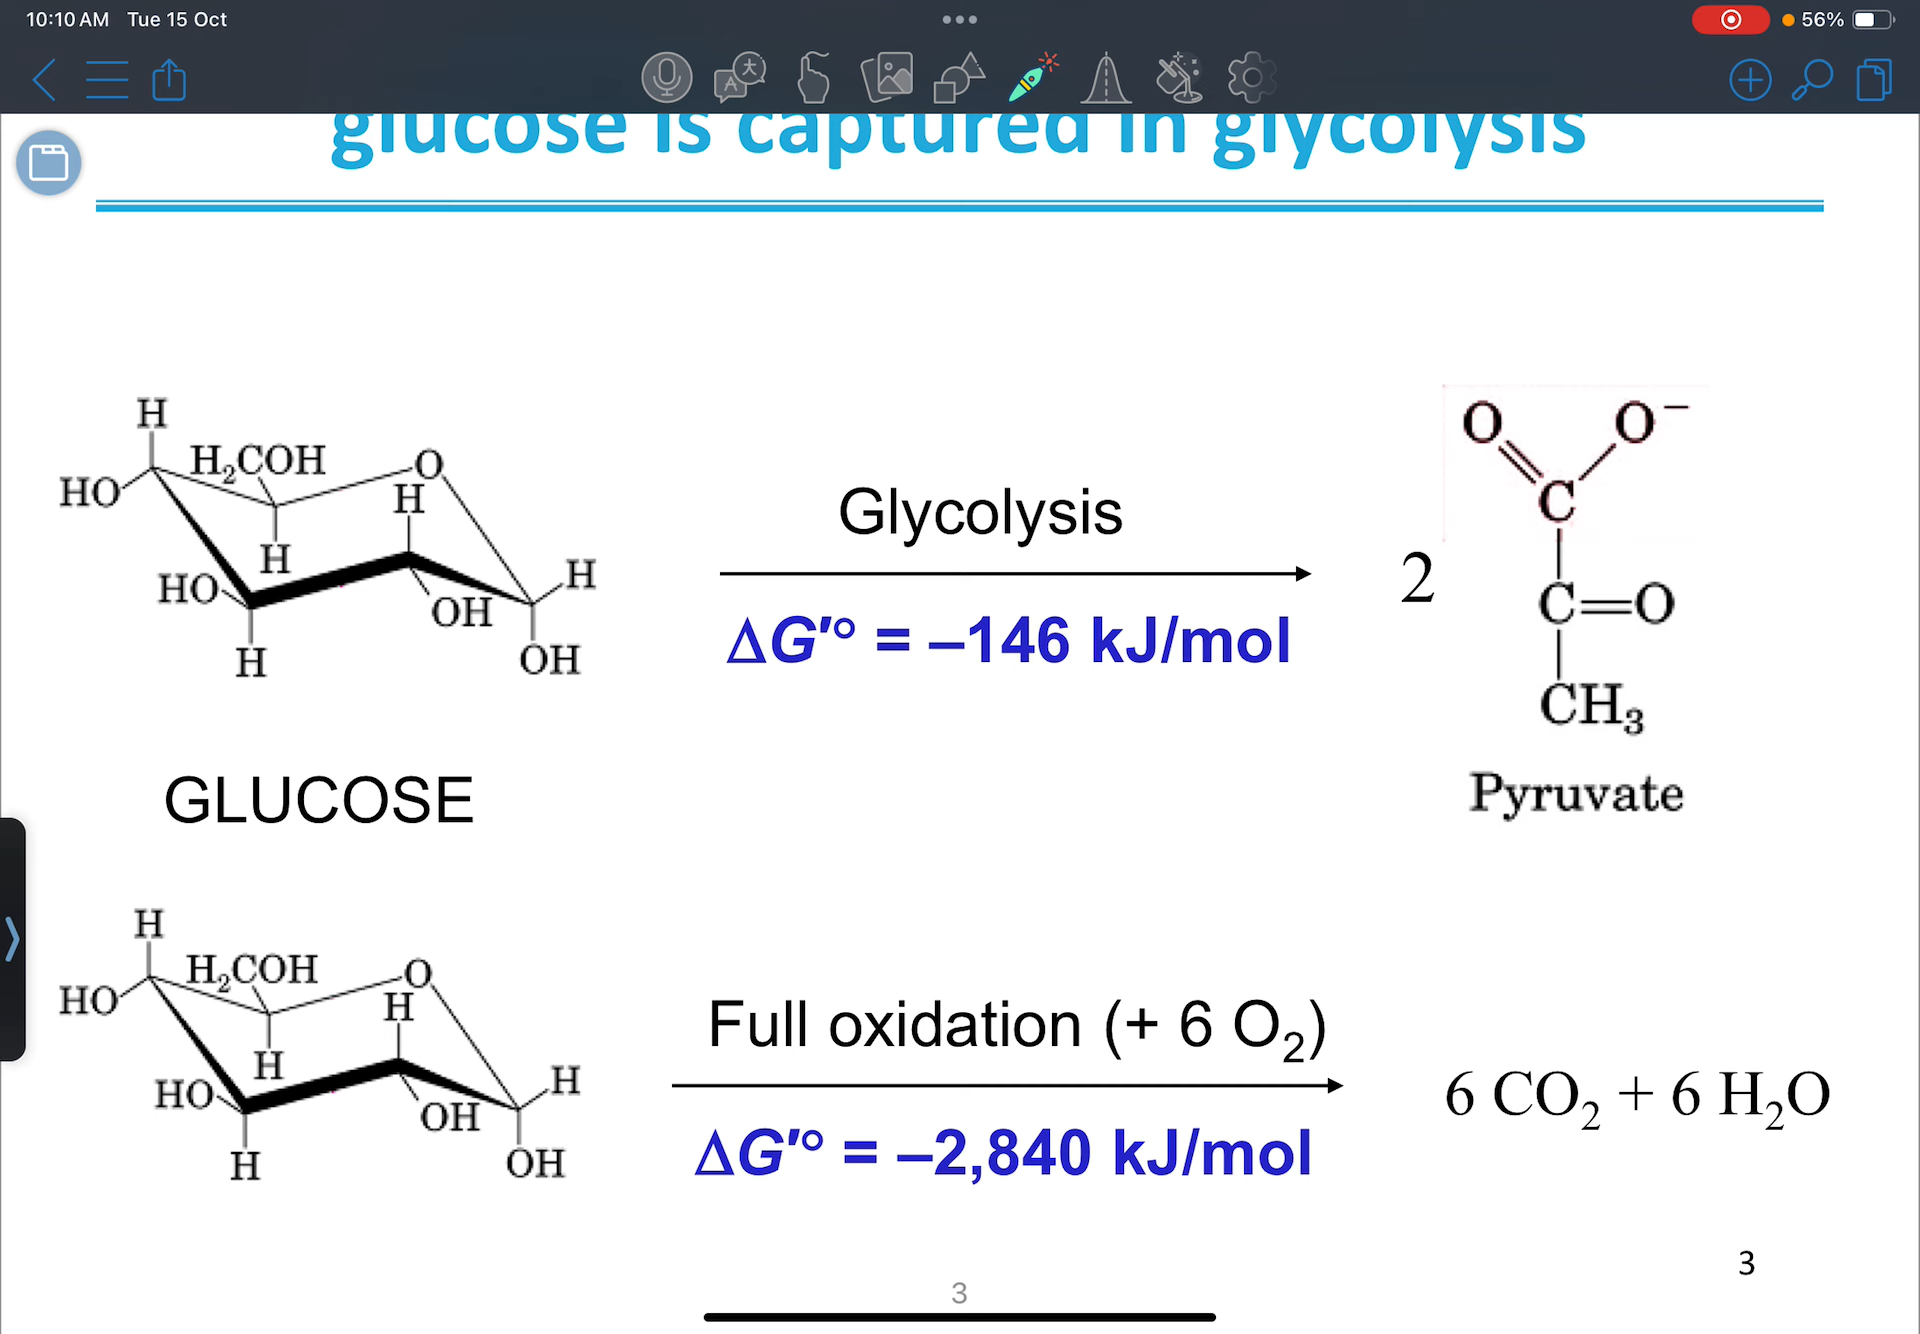 10:10 AM Tue 15 Oct
56%
glucose is captured in glycolysis
H
H₂COH
O
HO
H
H
H
HO
OH
H
OH
GLUCOSE
Glycolysis
ΔG′° = –146 kJ/mol
2
O
O⁻
C
C=O
CH₃
Pyruvate
H
H₂COH
O
HO
H
H
H
HO
OH
H
OH
Full oxidation (+ 6 O₂)
ΔG′° = –2,840 kJ/mol
6 CO₂ + 6 H₂O
3
3